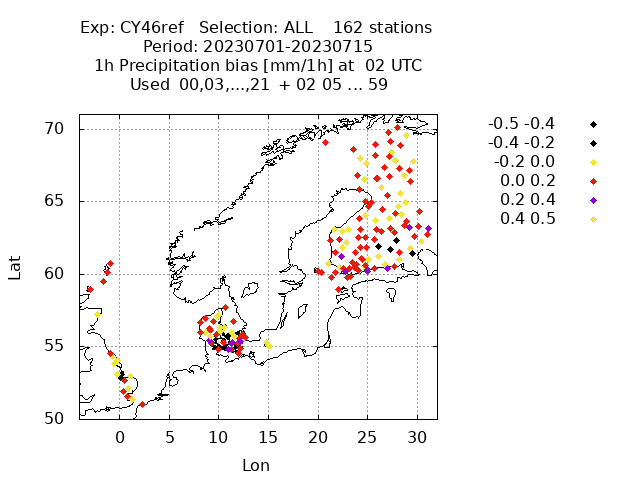 Exp: CY46ref   Selection: ALL    162 stations
Period: 20230701-20230715
1h Precipitation bias [mm/1h] at  02 UTC
Used  00,03,...,21  + 02 05 ... 59
-0.5 -0.4
-0.4 -0.2
-0.2 0.0
0.0 0.2
0.2 0.4
0.4 0.5
70
65
60
55
50
Lat
0 5 10 15 20 25 30
Lon